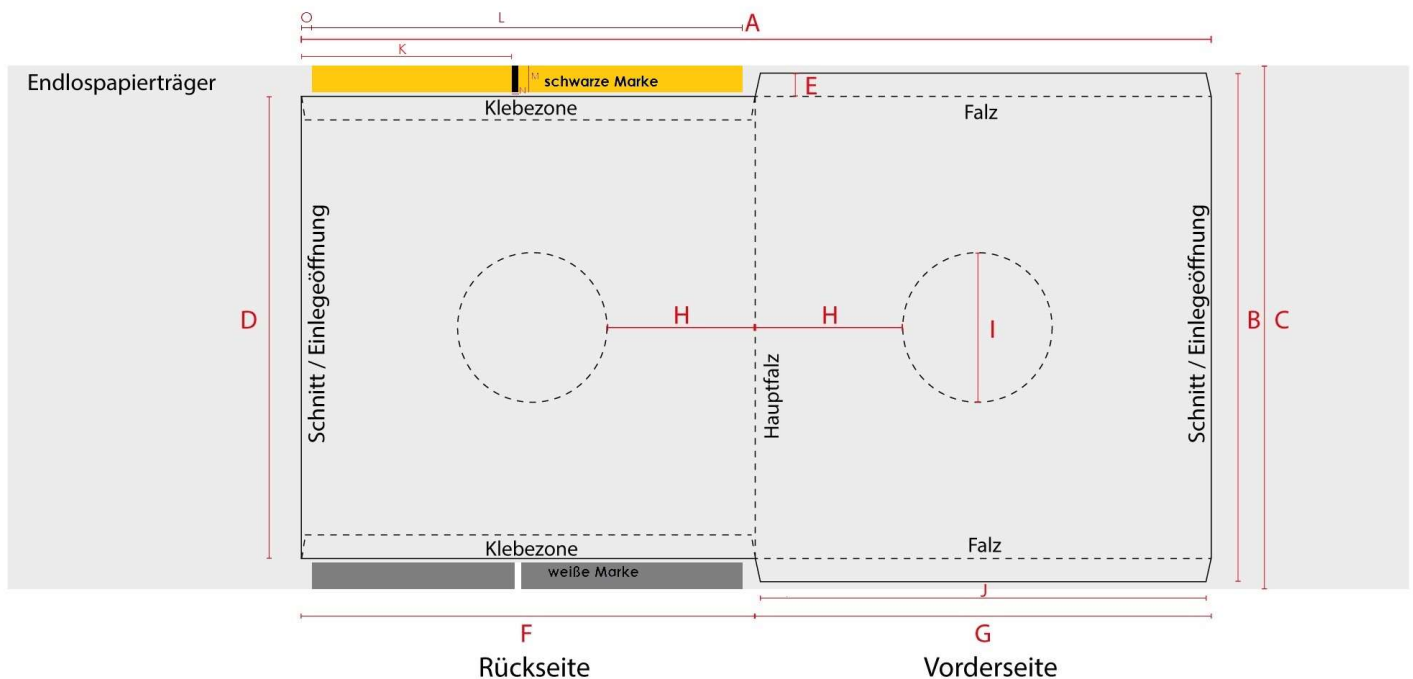 O
L
A
K
Endlospapierträger
M
schwarze Marke
N
E
Klebezone
Falz
Schnitt / Einlegeöffnung
Schnitt / Einlegeöffnung
D
H
H
I
B
C
Hauptfalz
Klebezone
Falz
weiße Marke
J
F
G
Rückseite
Vorderseite